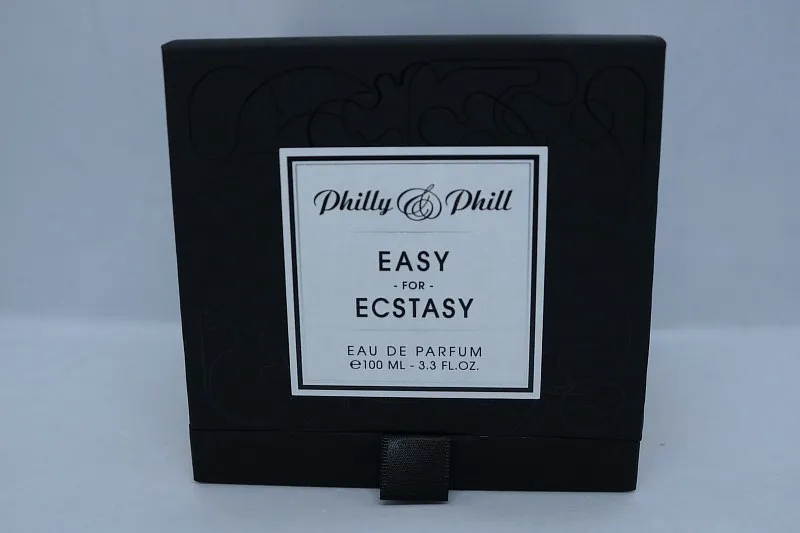 Philly & Phill
EASY
- FOR -
ECSTASY
EAU DE PARFUM
℮100 ML - 3.3 FL.OZ.